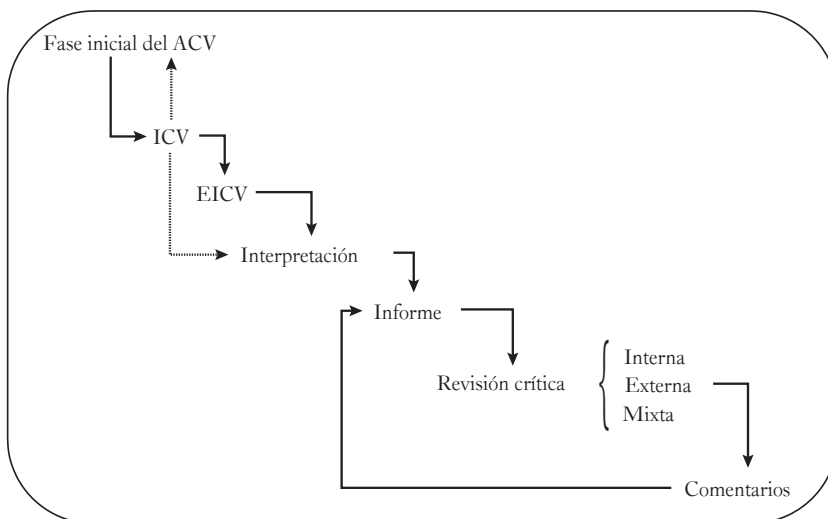 Fase inicial del ACV
ICV
EICV
Interpretación
Informe
Revisión crítica
Interna
Externa
Mixta
Comentarios